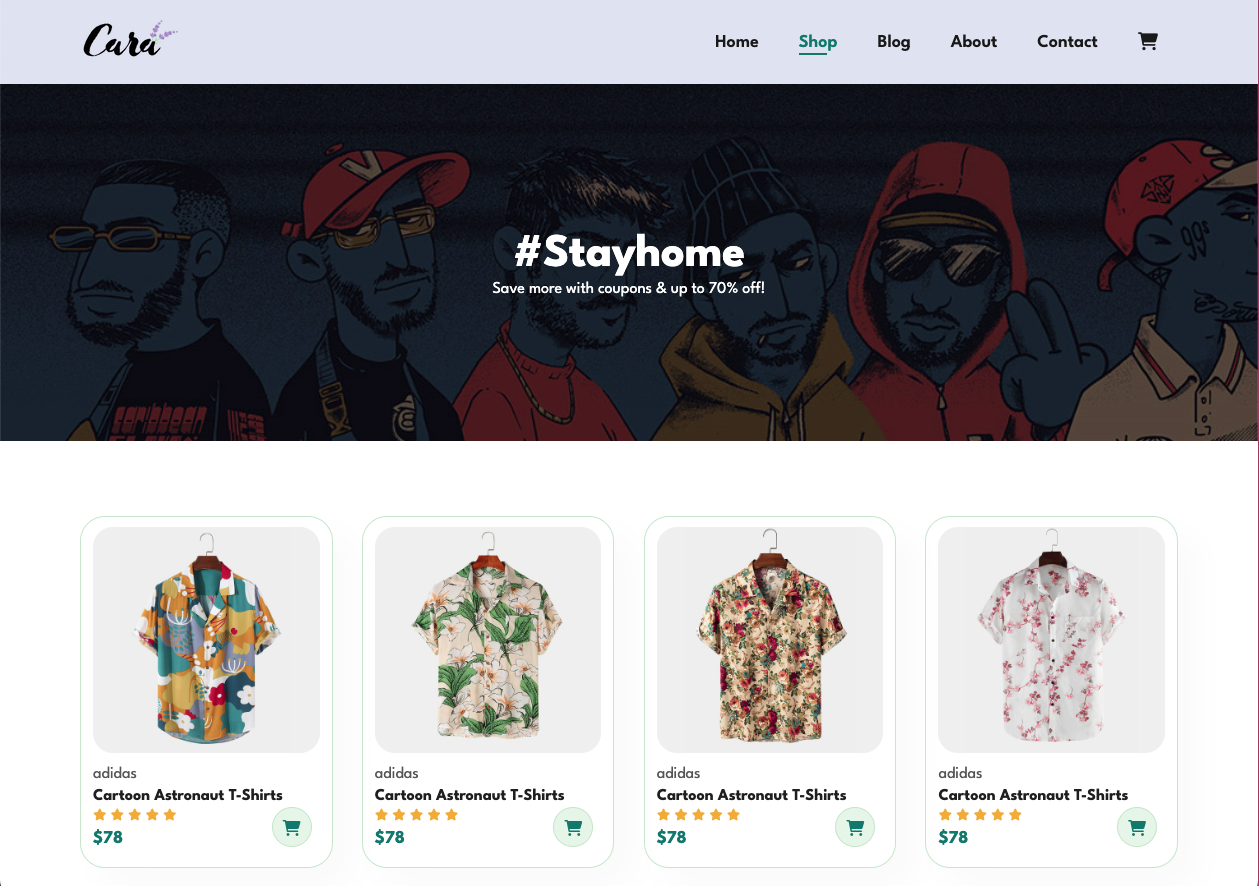 Cara
Home Shop Blog About Contact
V
99
#Stayhome
Save more with coupons & up to 70% off!
adidas adidas adidas adidas
Cartoon Astronaut T-Shirts Cartoon Astronaut T-Shirts Cartoon Astronaut T-Shirts Cartoon Astronaut T-Shirts
$78 $78 $78 $78